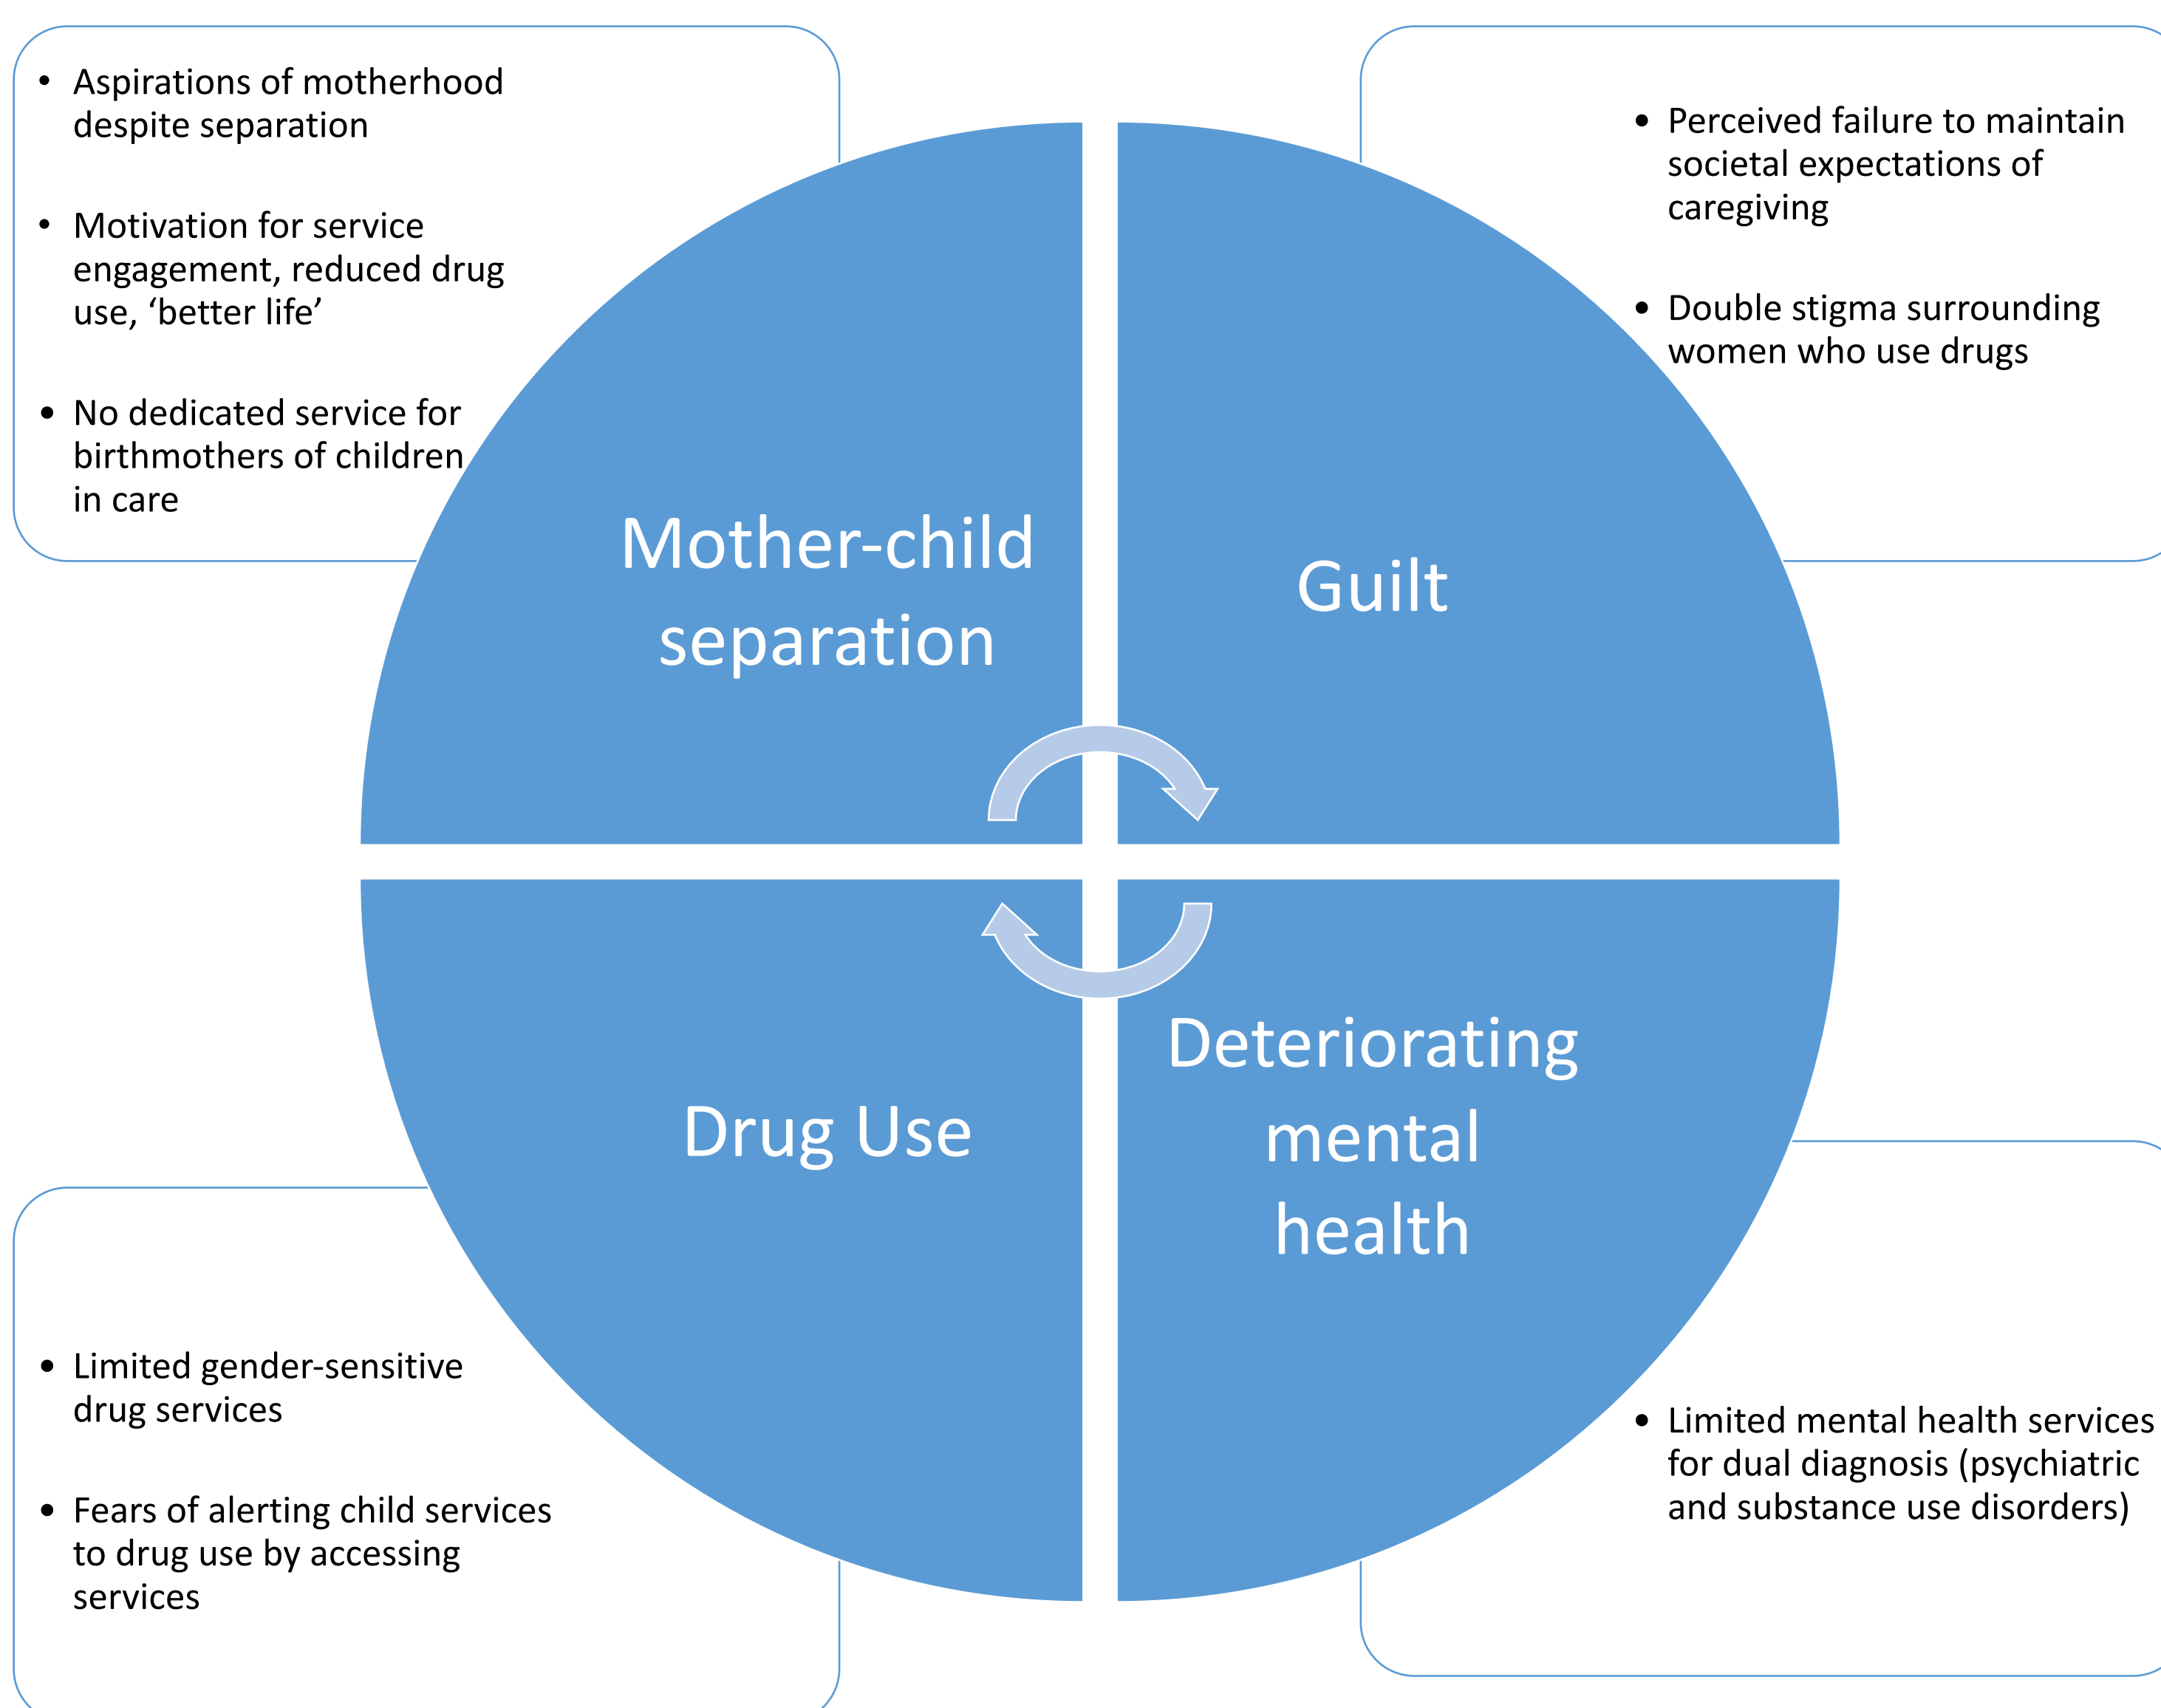 • Aspirations of motherhood
despite separation
• Motivation for service
engagement, reduced drug
use, ‘better life’
• No dedicated service for
birthmothers of children
in care
• Perceived failure to maintain
societal expectations of
caregiving
• Double stigma surrounding
women who use drugs
Mother-child
separation
Guilt
Drug Use
Deteriorating
mental
health
• Limited gender-sensitive
drug services
• Fears of alerting child services
to drug use by accessing
services
• Limited mental health services
for dual diagnosis (psychiatric
and substance use disorders)